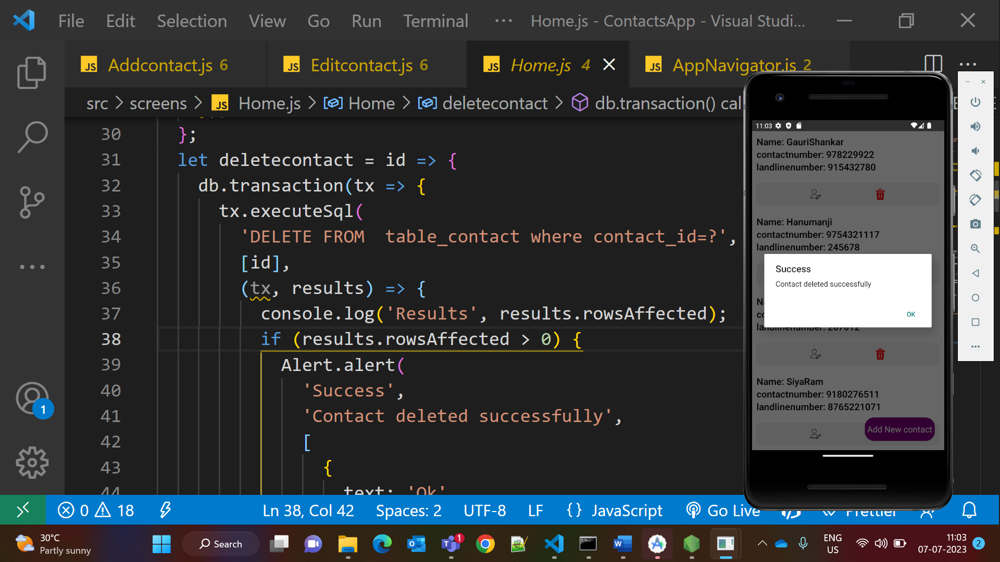 File Edit Selection View Go Run Terminal ··· Home.js - ContactsApp - Visual Studi...
JS Addcontact.js 6 JS Editcontact.js 6 JS Home.js 4 JS AppNavigator.js 2
src > screens > JS Home.js > Home > deletecontact > db.transaction() cal
30 };
31 let deletecontact = id => {
32 db.transaction(tx => {
33 tx.executeSql(
34 'DELETE FROM  table_contact where contact_id=?',
35 [id],
36 (tx, results) => {
37 console.log('Results', results.rowsAffected);
38 if (results.rowsAffected > 0) {
39 Alert.alert(
40 'Success',
41 'Contact deleted successfully',
42 [
43 {
44 text: 'Ok'
11:03
Name: GauriShankar
contactnumber: 978229922
landlinenumber: 915432780
Name: Hanumanji
contactnumber: 9754321117
landlinenumber: 245678
Success
Contact deleted successfully
OK
Name: SiyaRam
contactnumber: 9180276511
landlinenumber: 8765221071
Add New contact
1
0 18 Ln 38, Col 42 Spaces: 2 UTF-8 LF {} JavaScript Go Live Prettier
30°C
Partly sunny
Search
1
ENG
US
11:03
07-07-2023
2